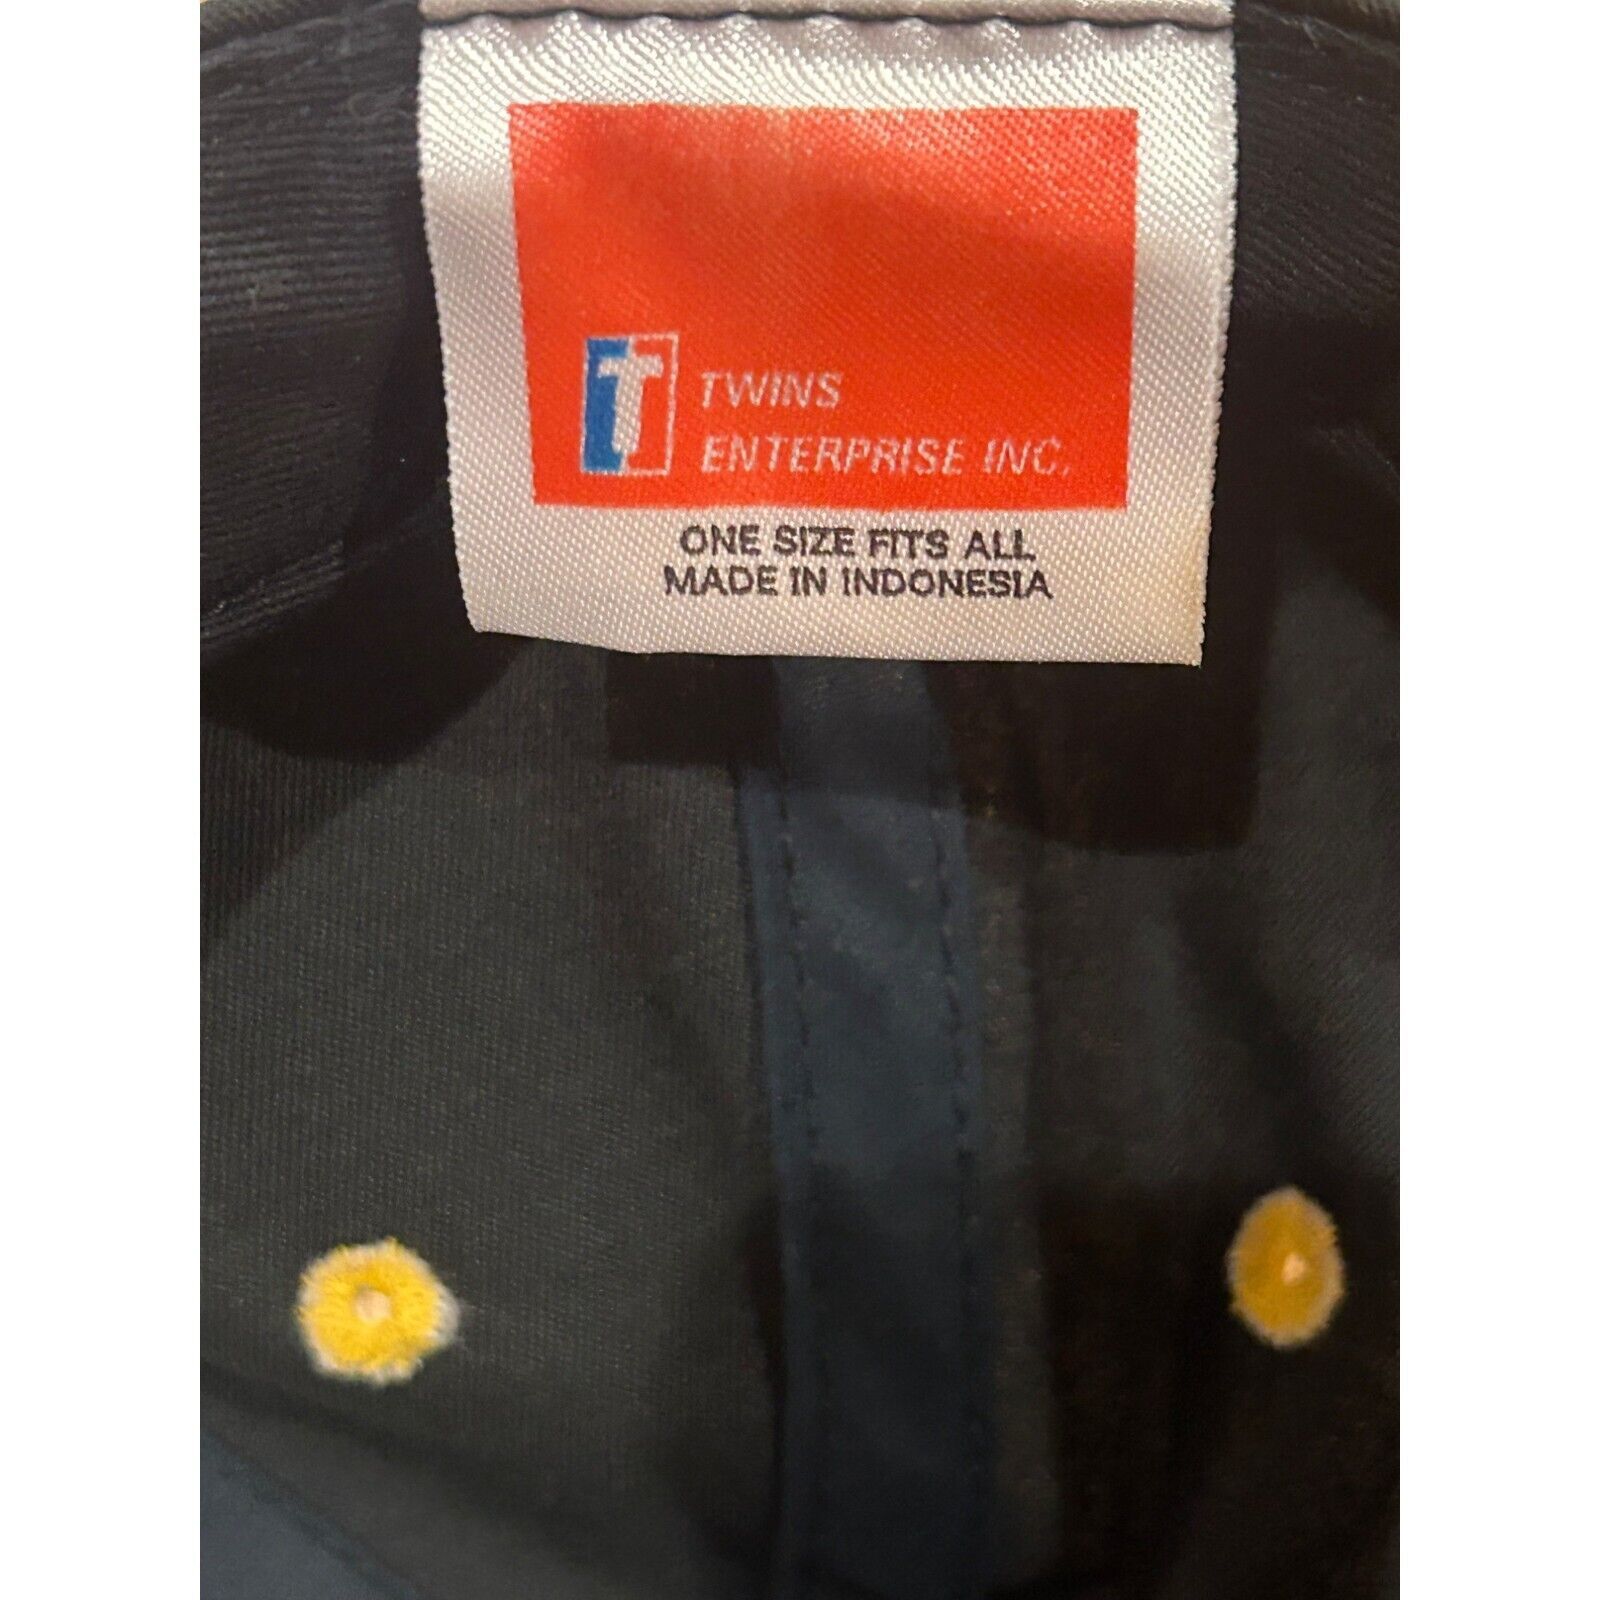 T TWINS
ENTERPRISE INC.
ONE SIZE FITS ALL
MADE IN INDONESIA